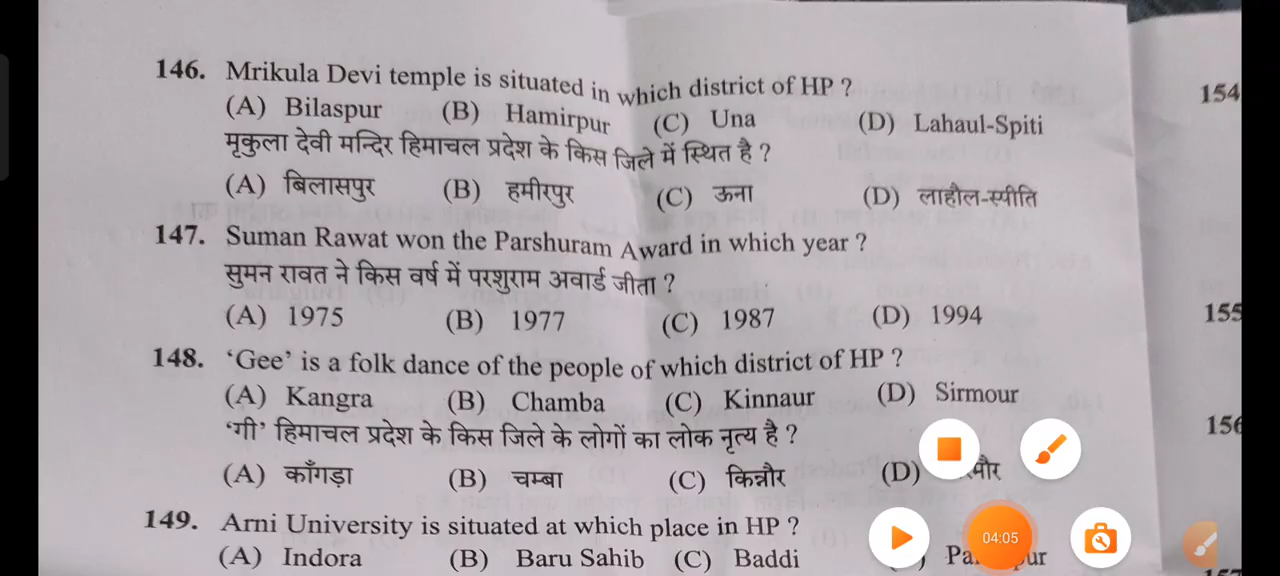 146. Mrikula Devi temple is situated in which district of HP ?
(A) Bilaspur (B) Hamirpur (C) Una (D) Lahaul-Spiti
मृकुला देवी मन्दिर हिमाचल प्रदेश के किस जिले में स्थित है ?
(A) बिलासपुर (B) हमीरपुर (C) ऊना (D) लाहौल-स्पीति
147. Suman Rawat won the Parshuram Award in which year ?
सुमन रावत ने किस वर्ष में परशुराम अवार्ड जीता ?
(A) 1975 (B) 1977 (C) 1987 (D) 1994
148. ‘Gee’ is a folk dance of the people of which district of HP ?
(A) Kangra (B) Chamba (C) Kinnaur (D) Sirmour
‘गी’ हिमाचल प्रदेश के किस जिले के लोगों का लोक नृत्य है ?
(A) काँगड़ा (B) चम्बा (C) किन्नौर (D)
149. Arni University is situated at which place in HP ?
(A) Indora (B) Baru Sahib (C) Baddi
154
155
156
04:05